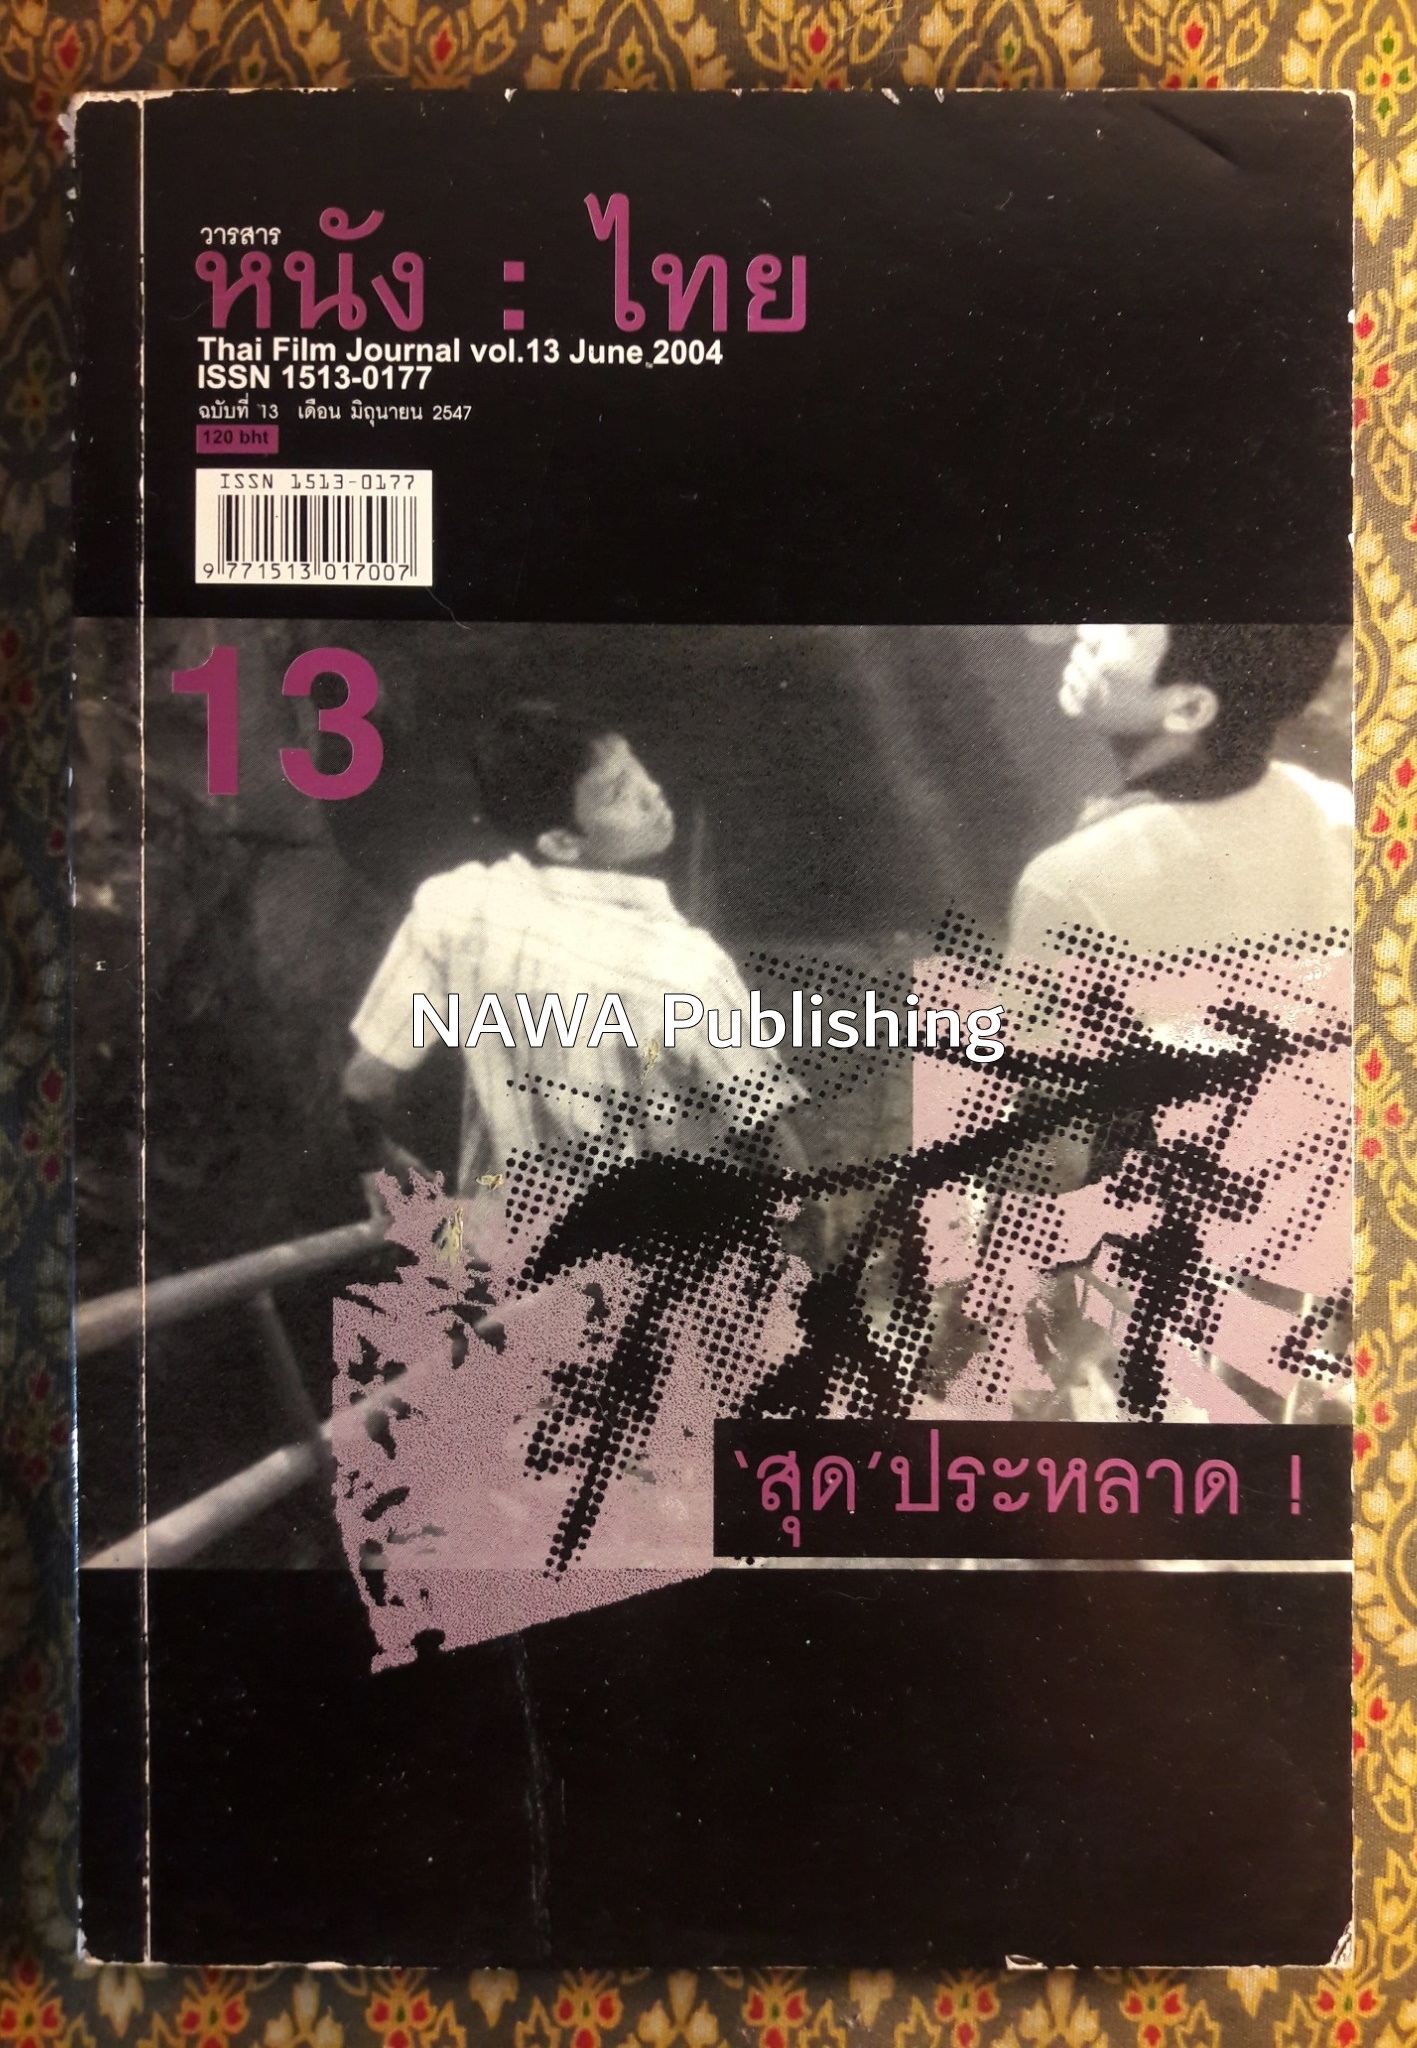 วารสาร
หนัง : ไทย
Thai Film Journal vol.13 June 2004
ISSN 1513-0177
ฉบับที่ 13 เดือน มิถุนายน 2547
120 bht
ISSN 1513-0177
9 771513 017007
13
NAWA Publishing
‘สุด’ประหลาด !